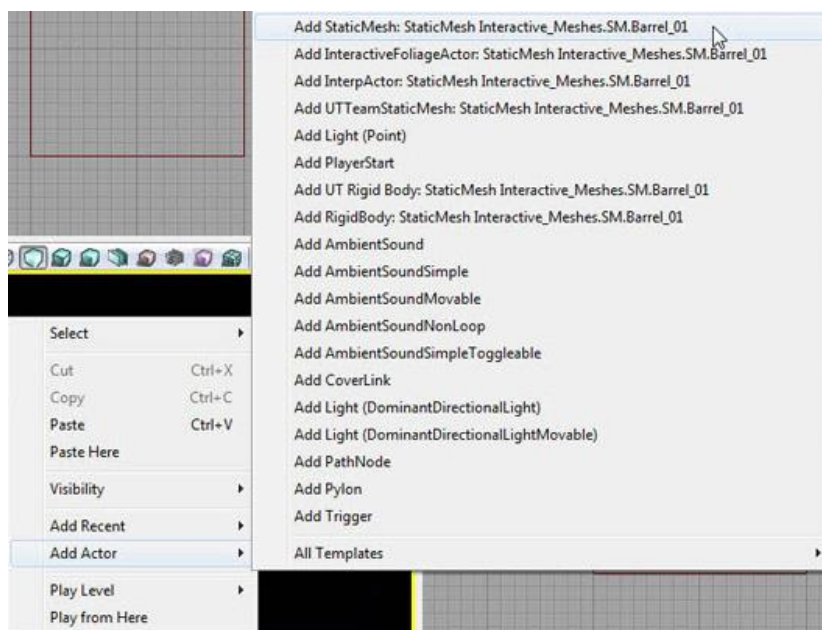 Add StaticMesh: StaticMesh Interactive_Meshes.SM.Barrel_01
Add InteractiveFoliageActor: StaticMesh Interactive_Meshes.SM.Barrel_01
Add InterpActor: StaticMesh Interactive_Meshes.SM.Barrel_01
Add UTTeamStaticMesh: StaticMesh Interactive_Meshes.SM.Barrel_01
Add Light (Point)
Add PlayerStart
Add UT Rigid Body: StaticMesh Interactive_Meshes.SM.Barrel_01
Add RigidBody: StaticMesh Interactive_Meshes.SM.Barrel_01
Add AmbientSound
Add AmbientSoundSimple
Add AmbientSoundMovable
Add AmbientSoundNonLoop
Add AmbientSoundSimpleToggleable
Add CoverLink
Add Light (DominantDirectionalLight)
Add Light (DominantDirectionalLightMovable)
Add PathNode
Add Pylon
Add Trigger
All Templates
Select
Cut Ctrl+X
Copy Ctrl+C
Paste Ctrl+V
Paste Here
Visibility
Add Recent
Add Actor
Play Level
Play from Here